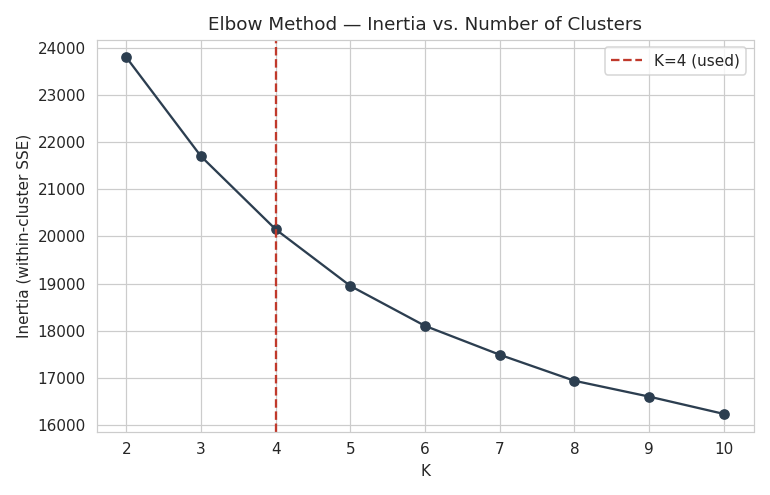 Elbow Method — Inertia vs. Number of Clusters
K=4 (used)
Inertia (within-cluster SSE)
24000
23000
22000
21000
20000
19000
18000
17000
16000
2 3 4 5 6 7 8 9 10
K